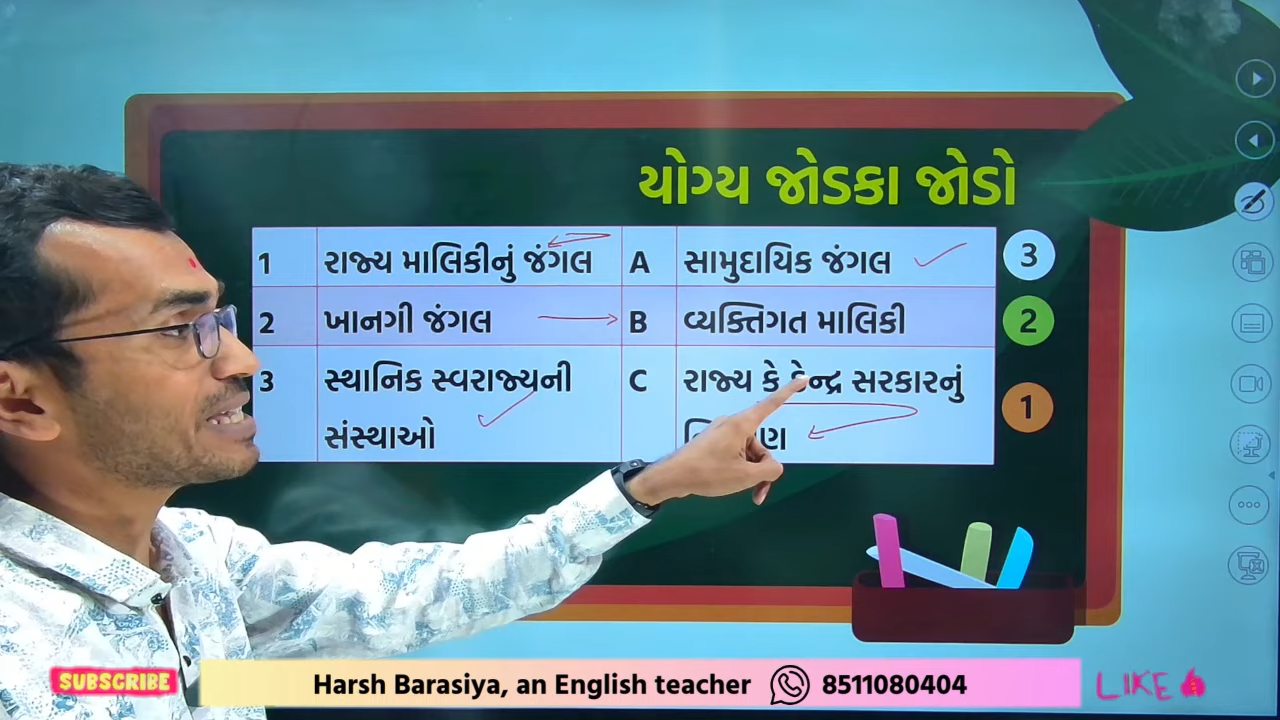 યોગ્ય જોડકા જોડો
1 રાજ્ય માલિકીનું જંગલ A સામુદાયિક જંગલ 3
2 ખાનગી જંગલ B વ્યક્તિગત માલિકી 2
3 સ્થાનિક સ્વરાજ્યની C રાજ્ય કે કેન્દ્ર સરકારનું 1
સંસ્થાઓ
SUBSCRIBE Harsh Barasiya, an English teacher 8511080404 LIKE